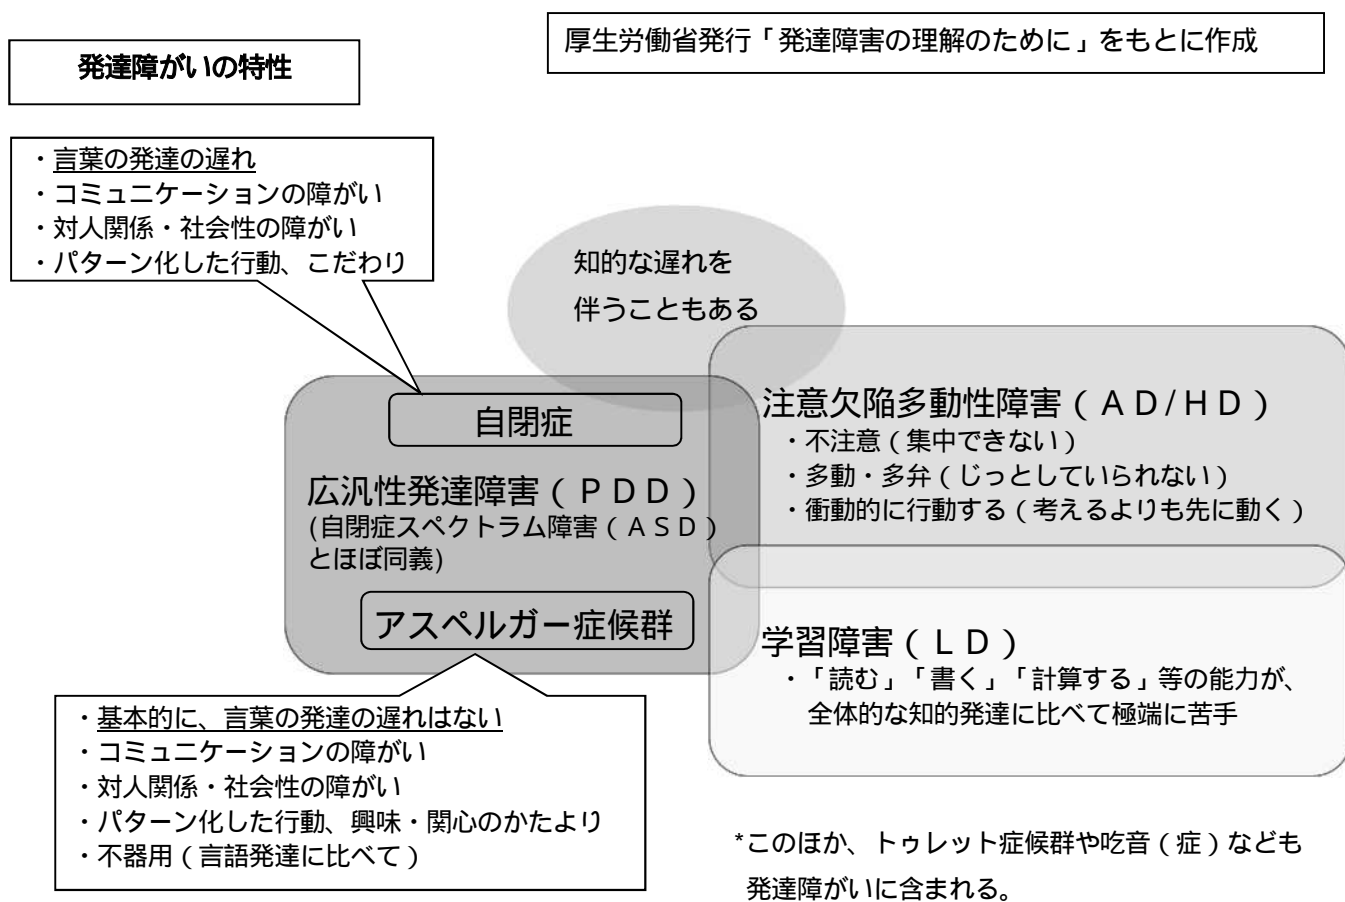 厚生労働省発行「発達障害の理解のために」をもとに作成
発達障がいの特性
・言葉の発達の遅れ
・コミュニケーションの障がい
・対人関係・社会性の障がい
・パターン化した行動、こだわり
知的な遅れを
伴うこともある
自閉症
広汎性発達障害(PDD)
(自閉症スペクトラム障害(ASD)
とほぼ同義)
アスペルガー症候群
注意欠陥多動性障害(AD/HD)
・不注意(集中できない)
・多動・多弁(じっとしていられない)
・衝動的に行動する(考えるよりも先に動く)
学習障害(LD)
・「読む」「書く」「計算する」等の能力が、
全体的な知的発達に比べて極端に苦手
・基本的に、言葉の発達の遅れはない
・コミュニケーションの障がい
・対人関係・社会性の障がい
・パターン化した行動、興味・関心のかたより
・不器用(言語発達に比べて)
*このほか、トゥレット症候群や吃音(症)なども
発達障がいに含まれる。